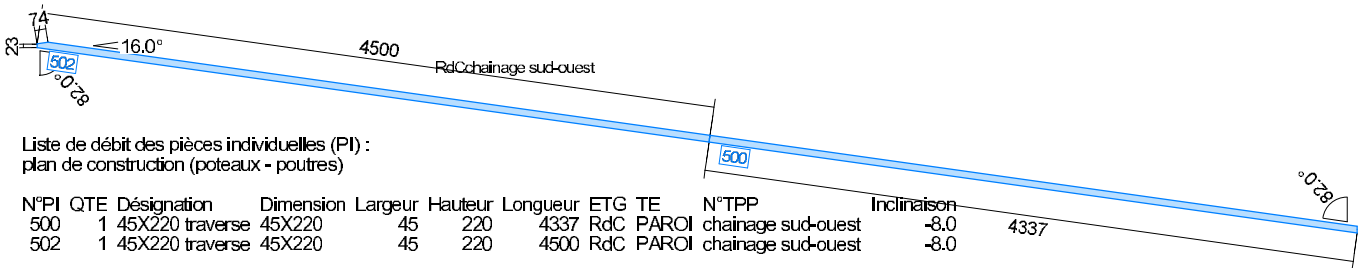 74
23
16.0°
4500
502
82.0°
RdCchainage sud-ouest
Liste de débit des pièces individuelles (PI) :
plan de construction (poteaux - poutres)
500
82.0°
N°PI QTE Désignation Dimension Largeur Hauteur Longueur ETG TE N°TPP Inclinaison
500 1 45X220 traverse 45X220 45 220 4337 RdC PAROI chainage sud-ouest -8.0
502 1 45X220 traverse 45X220 45 220 4500 RdC PAROI chainage sud-ouest -8.0
4337